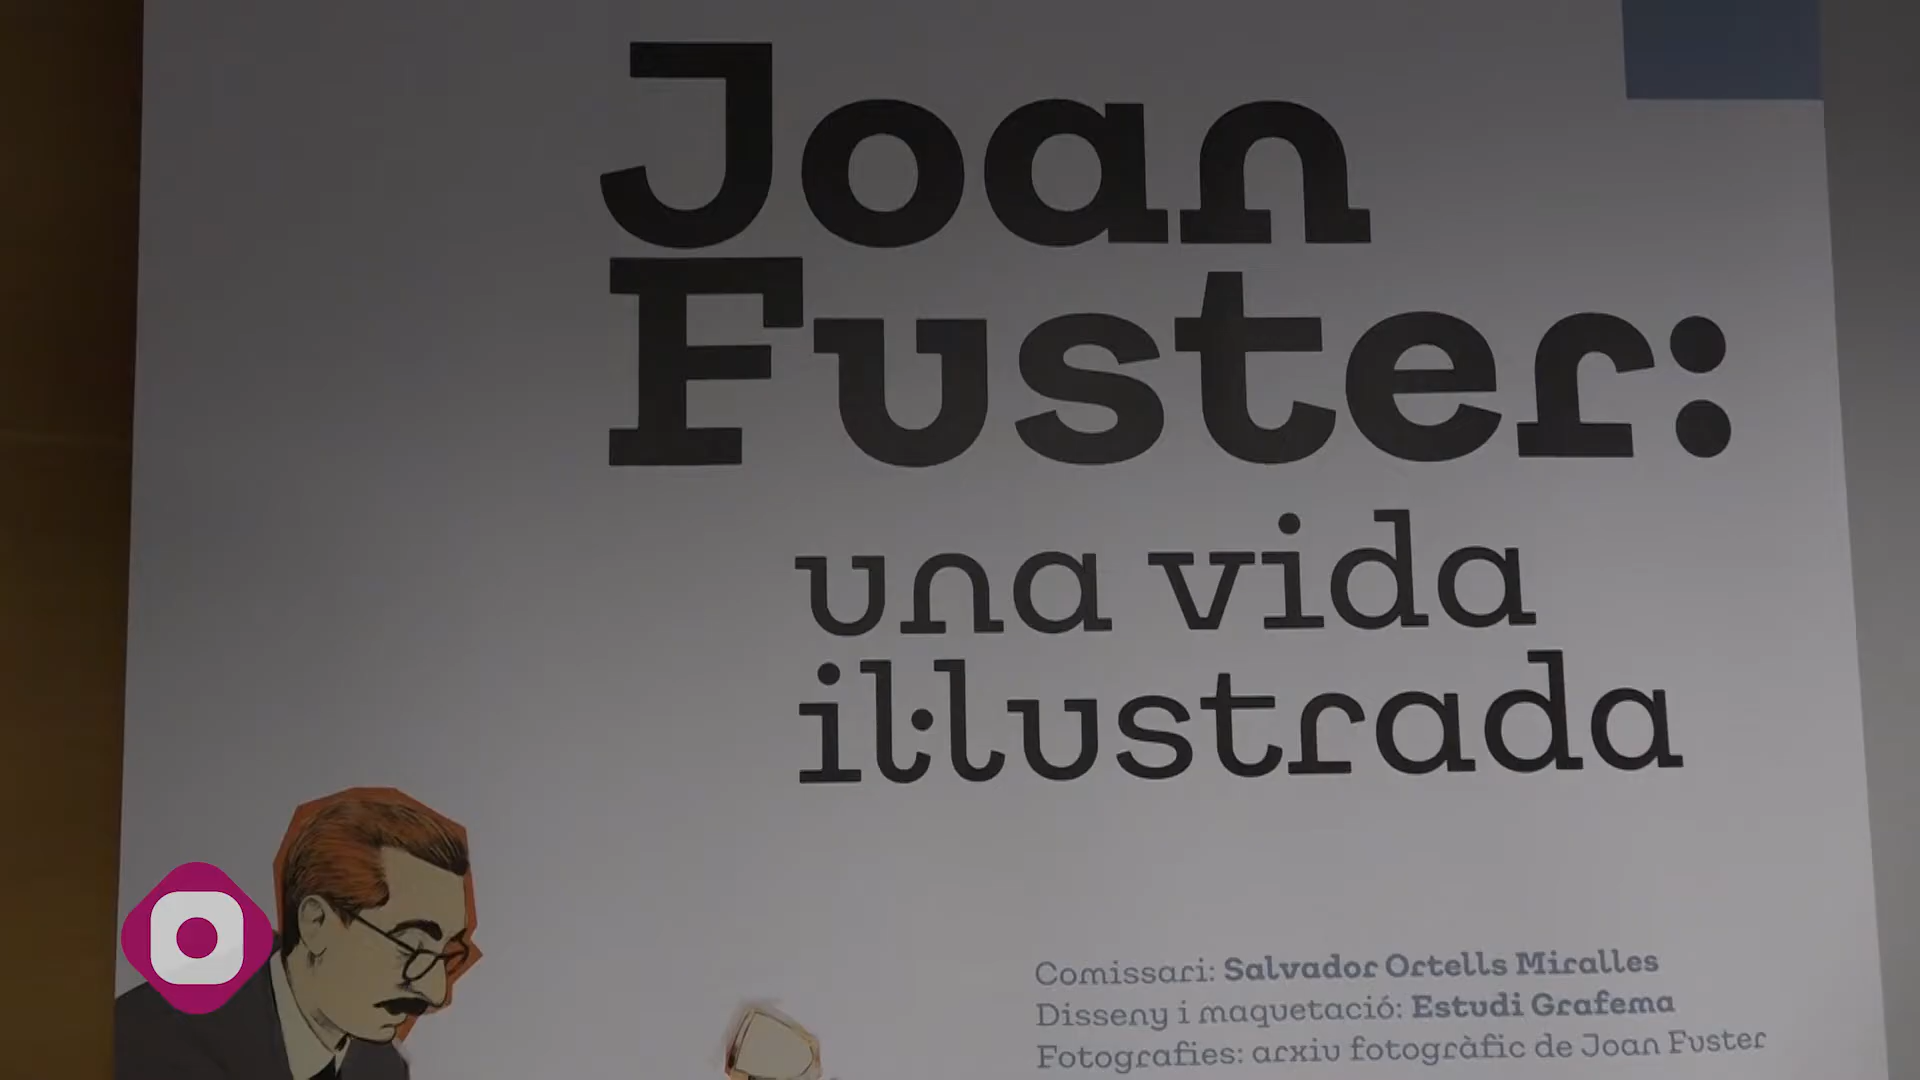 Joan
Fuster:
una vida
il·lustrada
Comissari: Salvador Ortells Miralles
Disseny i maquetació: Estudi Grafema
Fotografies: arxiu fotogràfic de Joan Fuster